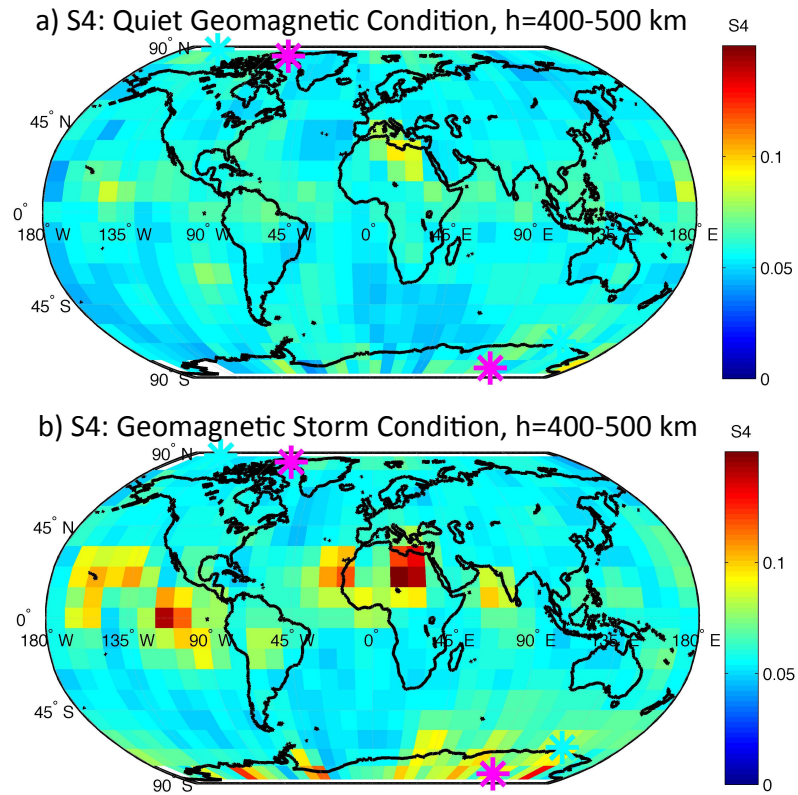 a) S4: Quiet Geomagnetic Condition, h=400-500 km
90° N
S4
45° N
0.1
0°
180° W 135° W 90° W 45° W 0° 45° E 90° E 135° E 180° E
0.05
45° S
90° S
0
b) S4: Geomagnetic Storm Condition, h=400-500 km
S4
90° N
45° N
0.1
0°
180° W 135° W 90° W 45° W 0° 45° E 90° E 135° E 180° E
0.05
45° S
90° S
0